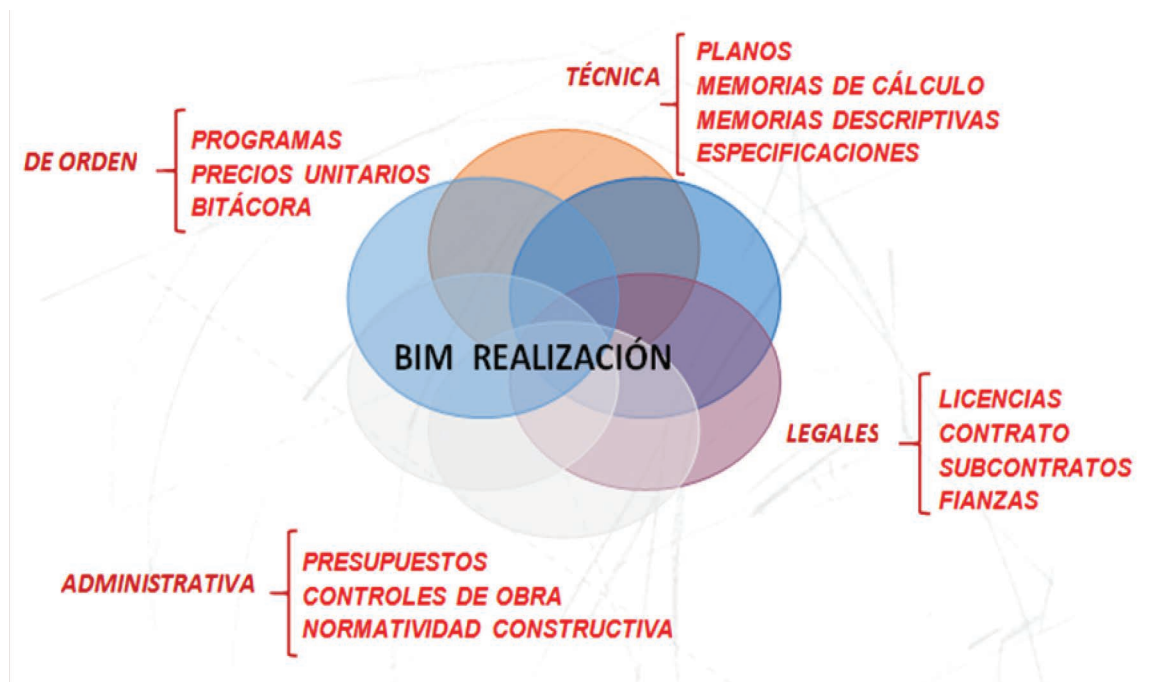 TÉCNICA
PLANOS
MEMORIAS DE CÁLCULO
MEMORIAS DESCRIPTIVAS
ESPECIFICACIONES
DE ORDEN
PROGRAMAS
PRECIOS UNITARIOS
BITÁCORA
BIM REALIZACIÓN
LEGALES
LICENCIAS
CONTRATO
SUBCONTRATOS
FIANZAS
ADMINISTRATIVA
PRESUPUESTOS
CONTROLES DE OBRA
NORMATIVIDAD CONSTRUCTIVA